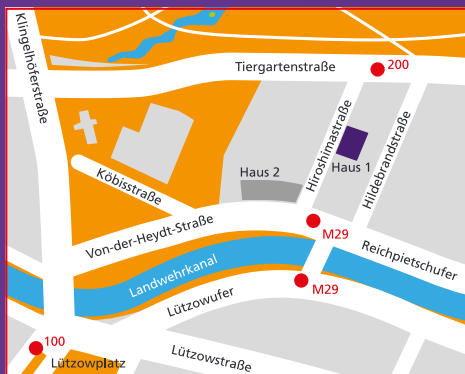 Klingelhöferstraße
Tiergartenstraße
200
Hiroshimastraße
Haus 1
Hildebrandstraße
Haus 2
Köbisstraße
Von-der-Heydt-Straße
M29
Reichpietschufer
Landwehrkanal
M29
Lützowufer
100
Lützowplatz
Lützowstraße